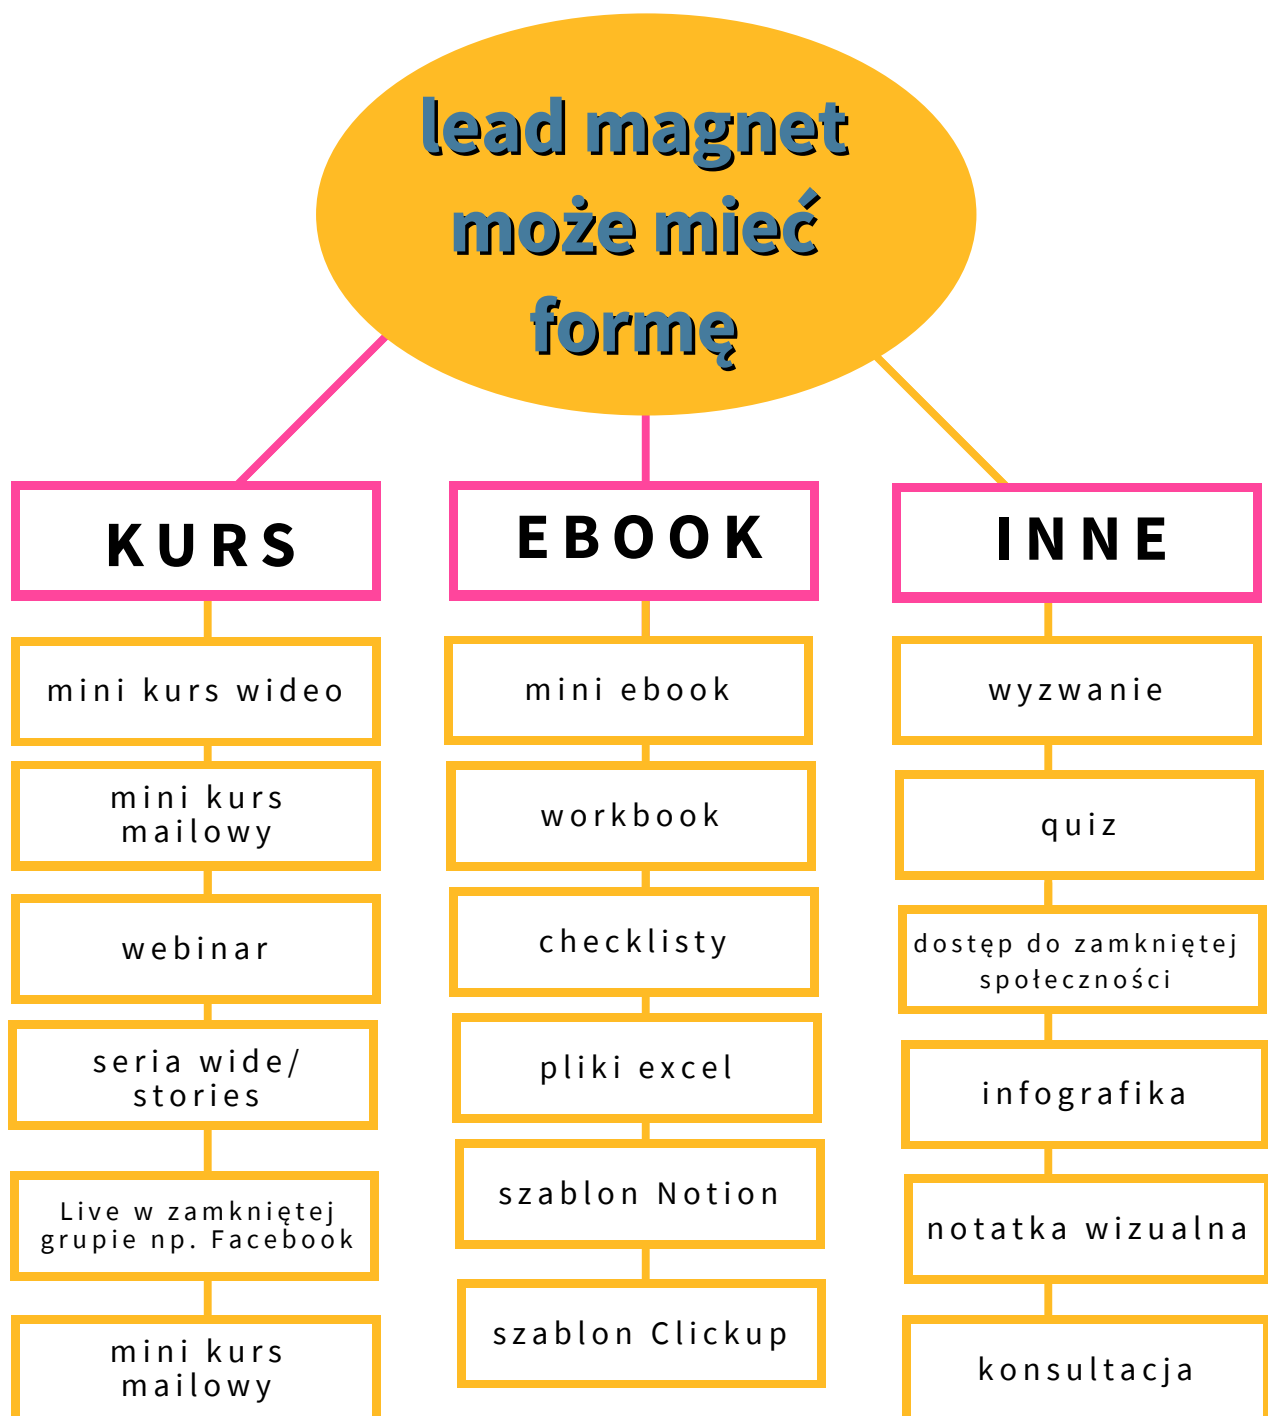 lead magnet
może mieć
formę
KURS
mini kurs wideo
mini kurs
mailowy
webinar
seria wide/
stories
Live w zamkniętej
grupie np. Facebook
mini kurs
mailowy
EBOOK
mini ebook
workbook
checklisty
pliki excel
szablon Notion
szablon Clickup
INNE
wyzwanie
quiz
dostęp do zamkniętej
społeczności
infografika
notatka wizualna
konsultacja